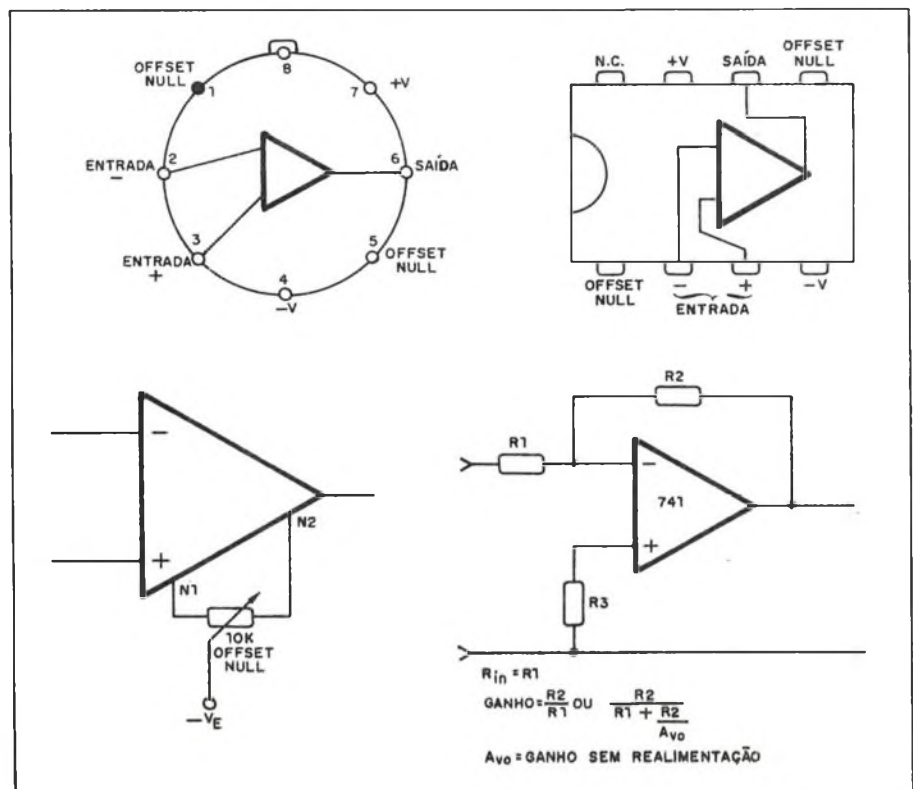 8
OFFSET
NULL
1
7
+V
ENTRADA
2
−
6
SAÍDA
3
ENTRADA
+
5
OFFSET
NULL
4
−V
N.C.
+V
SAÍDA
OFFSET
NULL
OFFSET
NULL
−
+
−V
ENTRADA
−
+
N1
N2
10K
OFFSET
NULL
−VE
R2
R1
−
741
+
R3
Rin = R1
GANHO = R2/R1 OU R2/(R1 + R2/Avo)
Avo = GANHO SEM REALIMENTAÇÃO